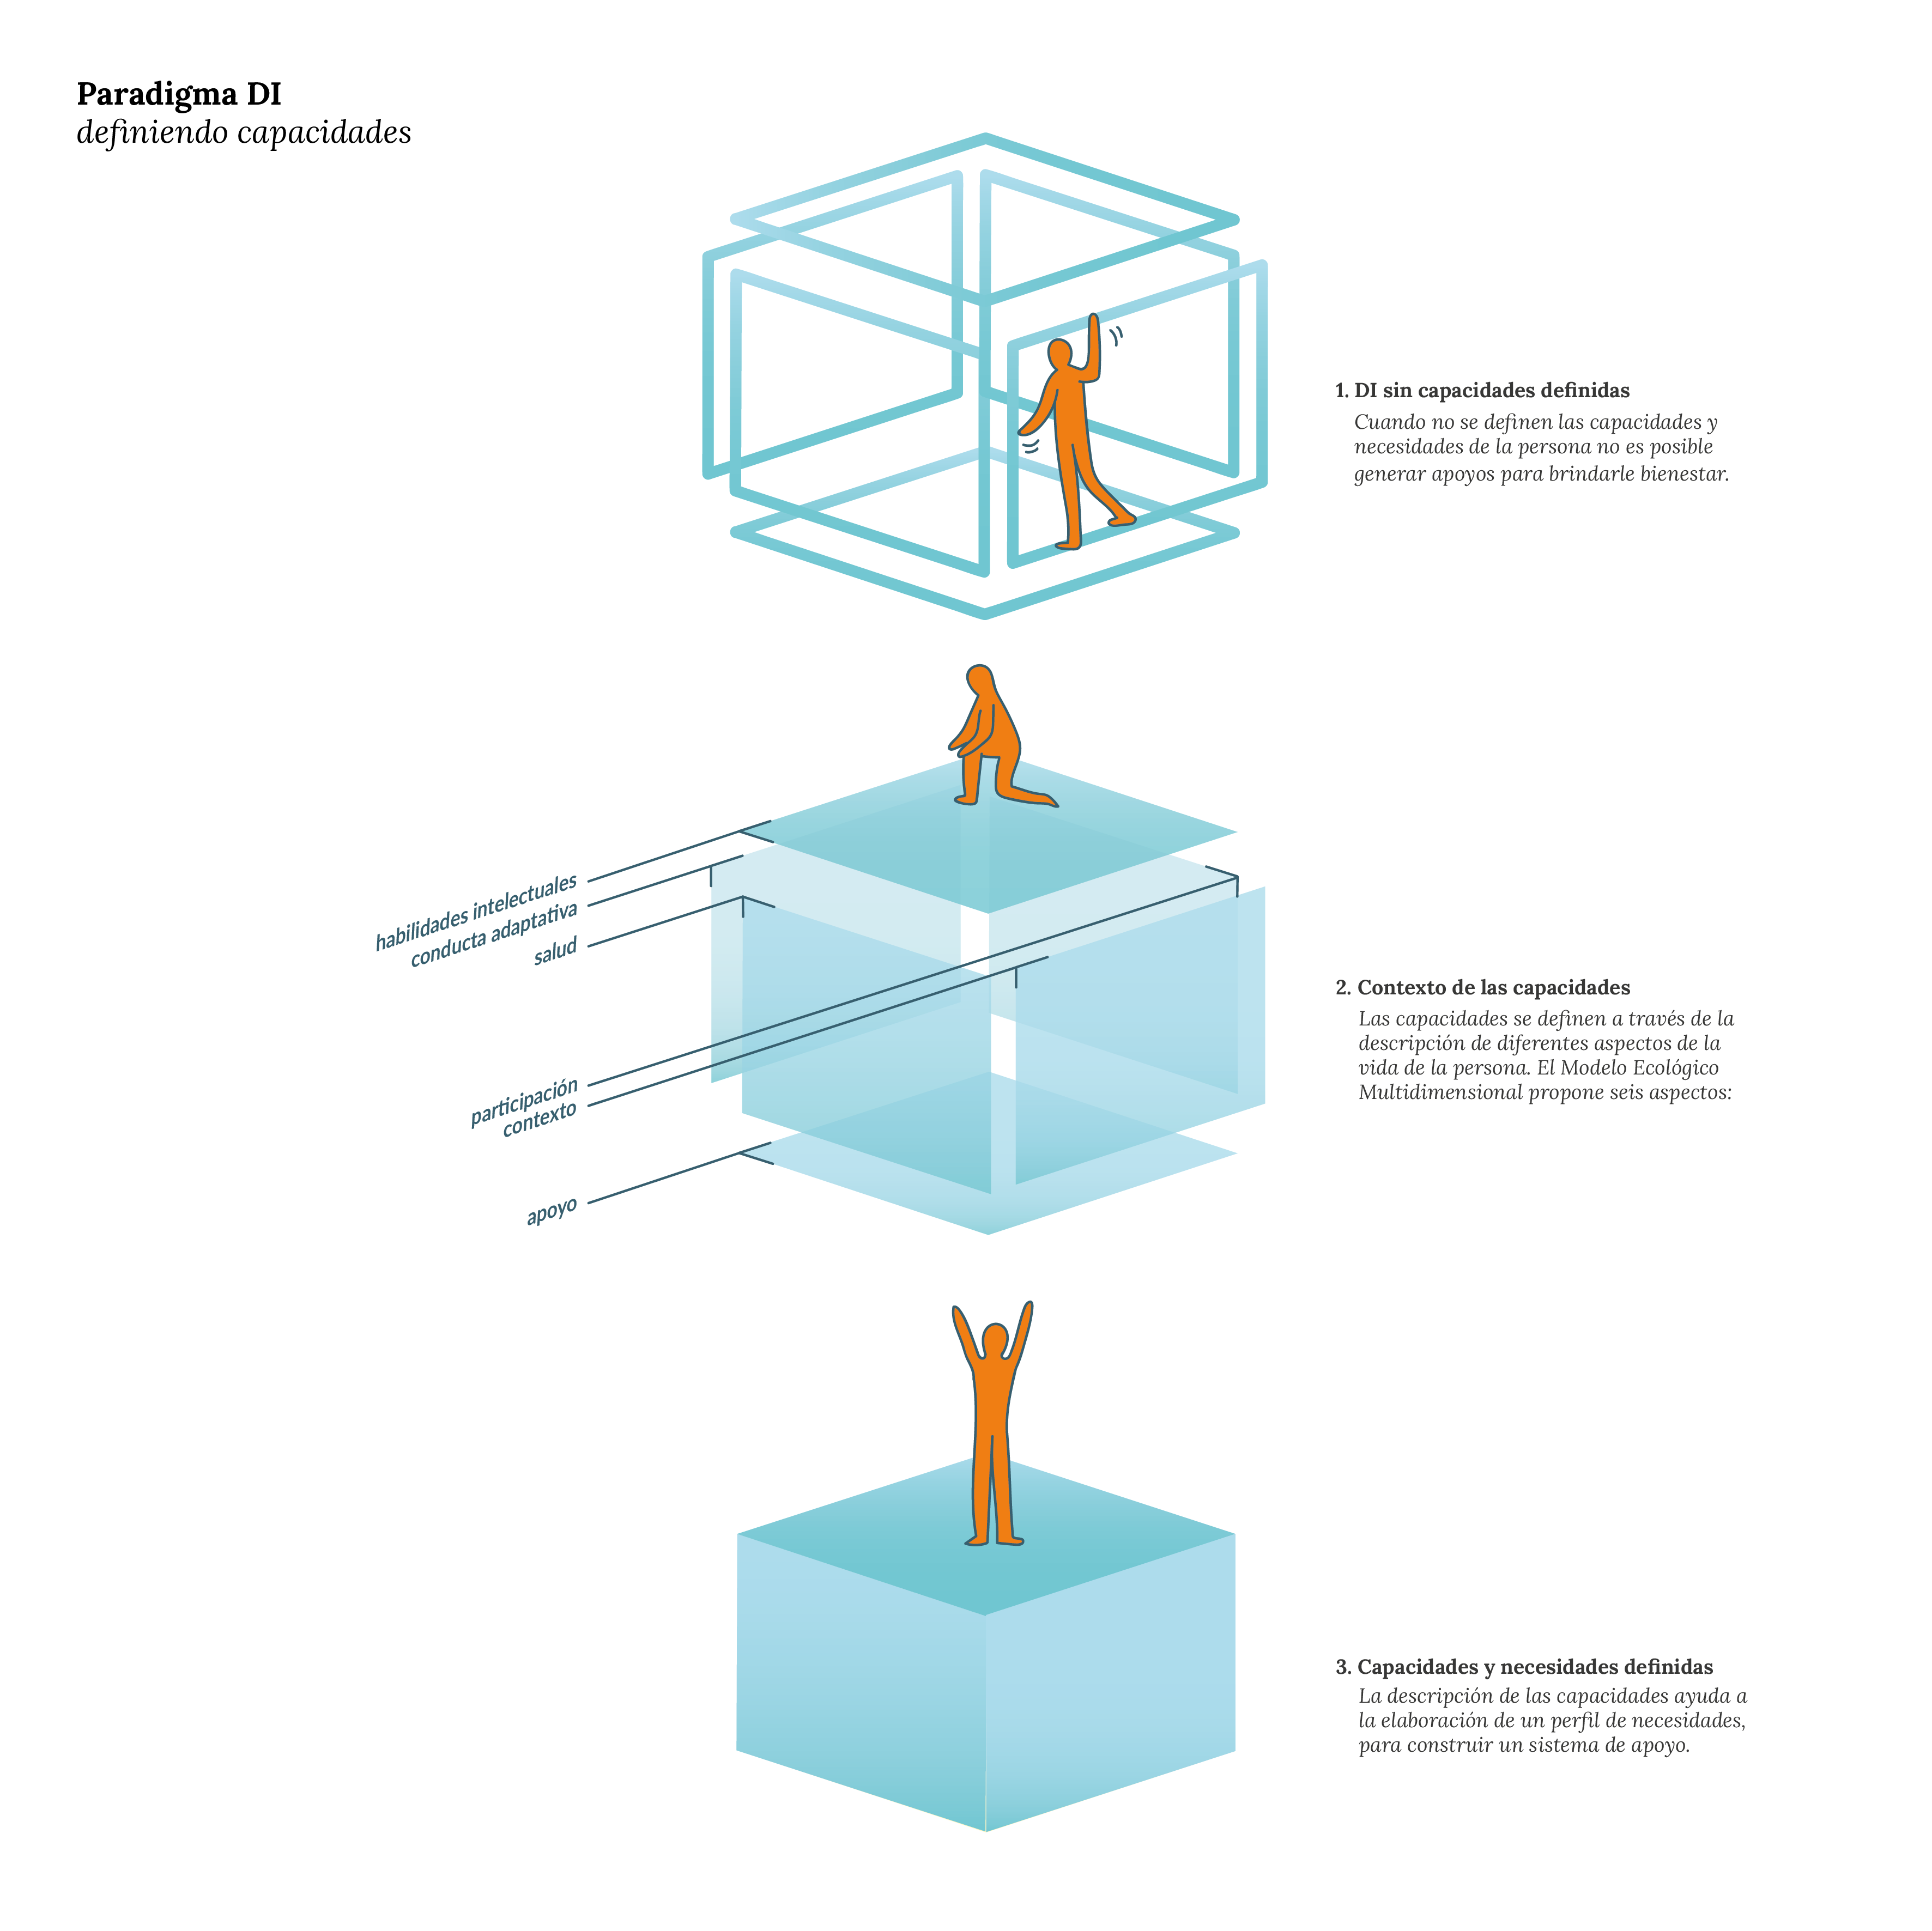 Paradigma DI
definiendo capacidades
1. DI sin capacidades definidas
Cuando no se definen las capacidades y
necesidades de la persona no es posible
generar apoyos para brindarle bienestar.
habilidades intelectuales
conducta adaptativa
salud
participación
contexto
apoyo
2. Contexto de las capacidades
Las capacidades se definen a través de la
descripción de diferentes aspectos de la
vida de la persona. El Modelo Ecológico
Multidimensional propone seis aspectos:
3. Capacidades y necesidades definidas
La descripción de las capacidades ayuda a
la elaboración de un perfil de necesidades,
para construir un sistema de apoyo.